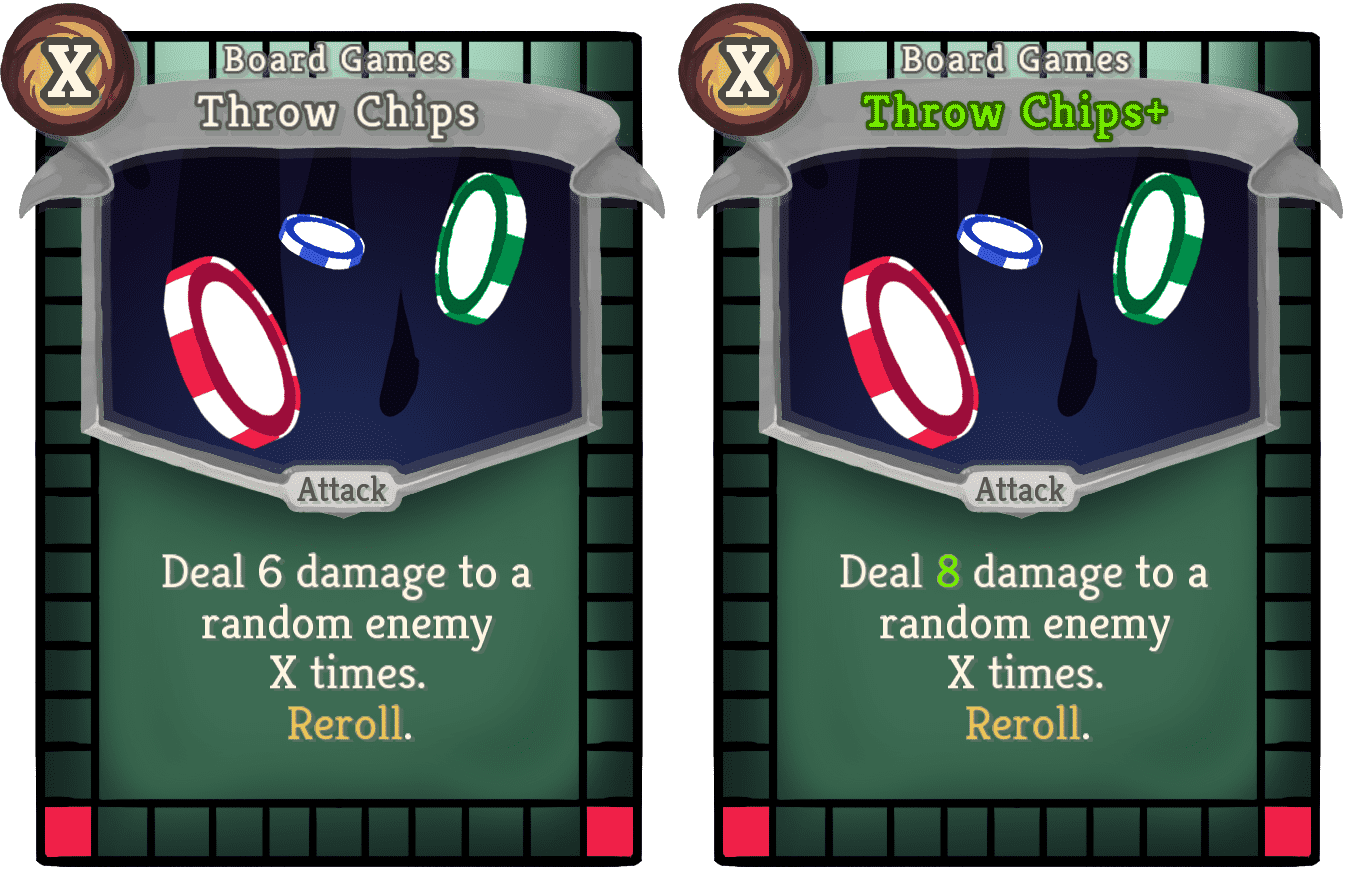 X
Board Games
Throw Chips
Attack
Deal 6 damage to a
random enemy
X times.
Reroll.
X
Board Games
Throw Chips+
Attack
Deal 8 damage to a
random enemy
X times.
Reroll.